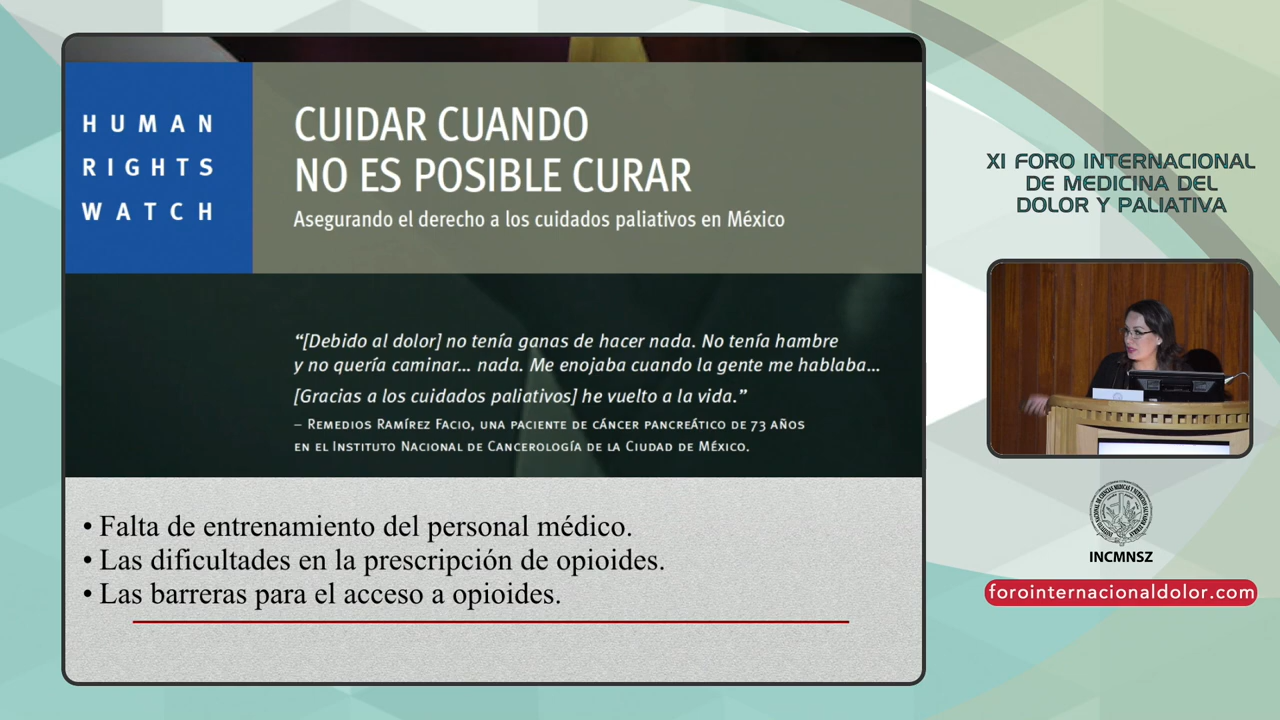 HUMAN
RIGHTS
WATCH
CUIDAR CUANDO
NO ES POSIBLE CURAR
Asegurando el derecho a los cuidados paliativos en México
“[Debido al dolor] no tenía ganas de hacer nada. No tenía hambre
y no quería caminar... nada. Me enojaba cuando la gente me hablaba...
[Gracias a los cuidados paliativos] he vuelto a la vida.”
– Remedios Ramírez Facio, una paciente de cáncer pancreático de 73 años
en el Instituto Nacional de Cancerología de la Ciudad de México.
• Falta de entrenamiento del personal médico.
• Las dificultades en la prescripción de opioides.
• Las barreras para el acceso a opioides.
XI FORO INTERNACIONAL
DE MEDICINA DEL
DOLOR Y PALIATIVA
INCMNSZ
forointernacionaldolor.com